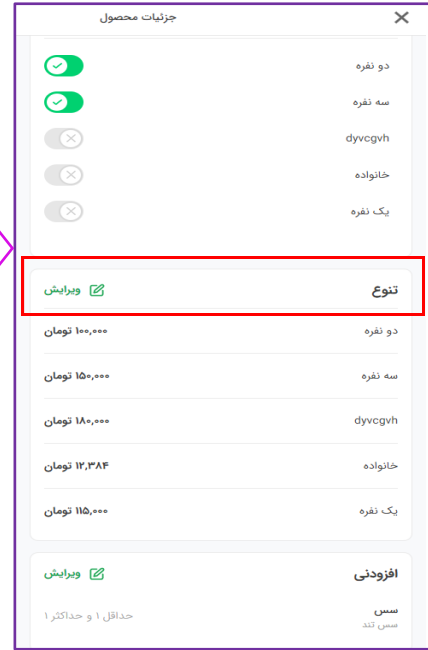 جزئیات محصول
دو نفره
سه نفره
dyvcgvh
خانواده
یک نفره
تنوع ویرایش
دو نفره ۱۰۰,۰۰۰ تومان
سه نفره ۱۵۰,۰۰۰ تومان
dyvcgvh ۱۸۰,۰۰۰ تومان
خانواده ۱۲,۳۸۴ تومان
یک نفره ۱۱۵,۰۰۰ تومان
افزودنی ویرایش
سس حداقل ۱ و حداکثر ۱
سس تند